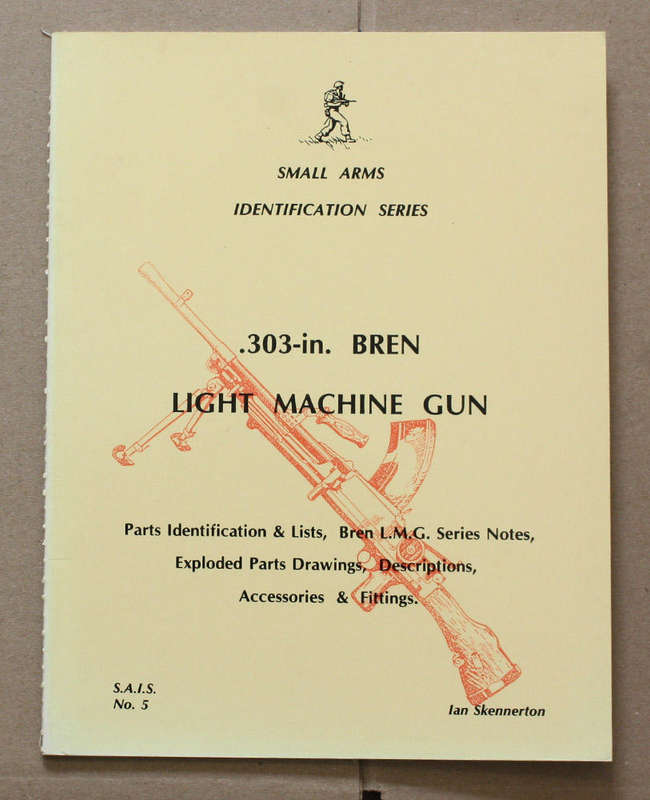 SMALL ARMS
IDENTIFICATION SERIES
.303-in. BREN
LIGHT MACHINE GUN
Parts Identification & Lists, Bren L.M.G. Series Notes,
Exploded Parts Drawings, Descriptions,
Accessories & Fittings.
S.A.I.S.
No. 5
Ian Skennerton